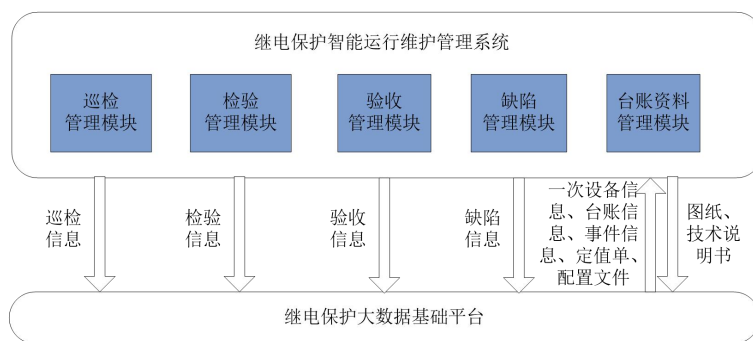 继电保护智能运行维护管理系统
巡检
管理模块
检验
管理模块
验收
管理模块
缺陷
管理模块
台账资料
管理模块
巡检
信息
检验
信息
验收
信息
缺陷
信息
一次设备信
息、台账信
息、事件信
息、定值单、
配置文件
图纸、
技术说
明书
继电保护大数据基础平台